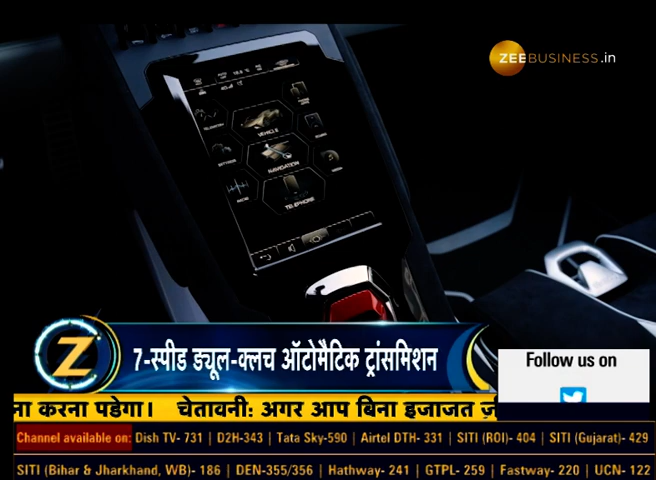 ZEEBUSINESS.in
VEHICLE
NAVIGATION
TELEPHONE
Z
7-स्पीड ड्यूल-क्लच ऑटोमैटिक ट्रांसमिशन
Follow us on
ना करना पडेगा। चेतावनी: अगर आप बिना इजाजत
Channel available on: Dish TV- 731 | D2H-343 | Tata Sky-590 | Airtel DTH- 331 | SITI (ROI)- 404 | SITI (Gujarat)- 429
SITI (Bihar & Jharkhand, WB)- 186 | DEN-355/356 | Hathway- 241 | GTPL- 259 | Fastway- 220 | UCN- 122